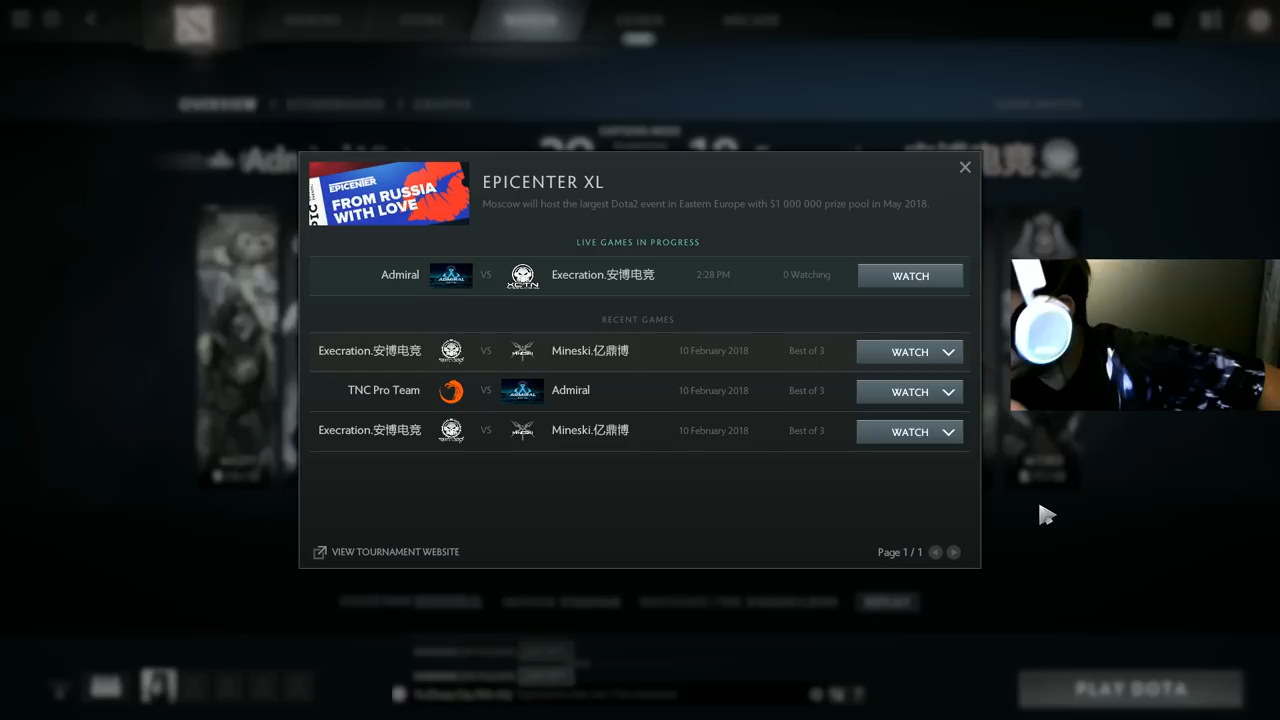 EPICENTER
FROM RUSSIA
WITH LOVE
EPICENTER XL
Moscow will host the largest Dota2 event in Eastern Europe with $1 000 000 prize pool in May 2018.
LIVE GAMES IN PROGRESS
Admiral VS XCTN Execration.安博电竞 2:28 PM 0 Watching WATCH
RECENT GAMES
Execration.安博电竞 VS Mineski.亿鼎博 10 February 2018 Best of 3 WATCH
TNC Pro Team VS Admiral 10 February 2018 Best of 3 WATCH
Execration.安博电竞 VS Mineski.亿鼎博 10 February 2018 Best of 3 WATCH
VIEW TOURNAMENT WEBSITE Page 1 / 1
PLAY DOTA